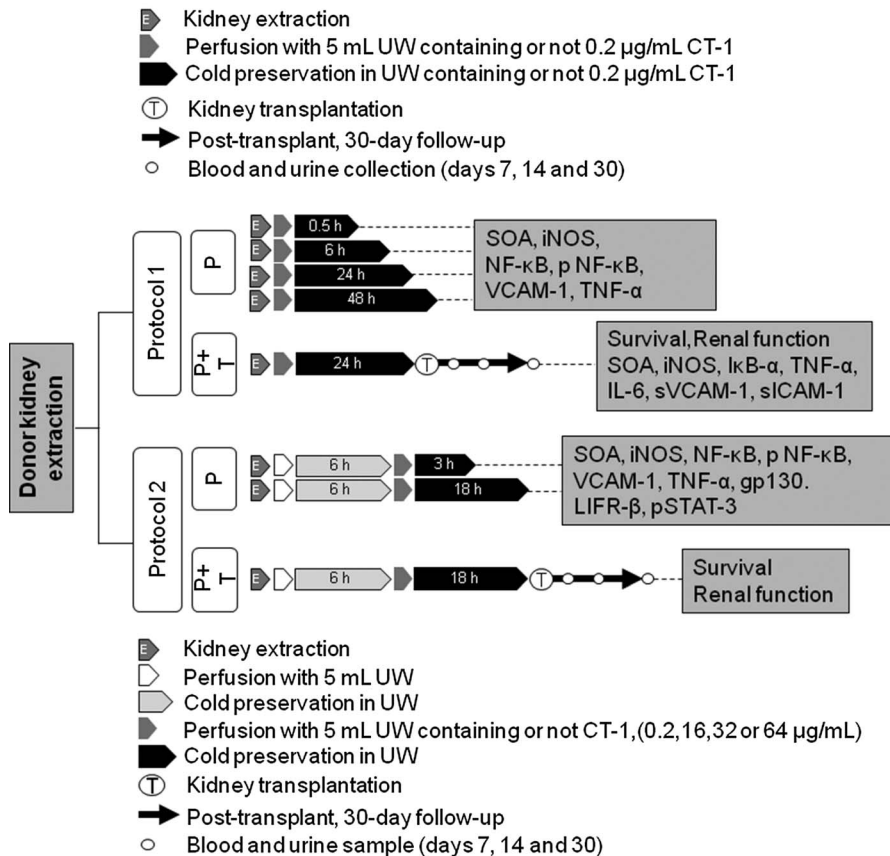 E Kidney extraction
Perfusion with 5 mL UW containing or not 0.2 µg/mL CT-1
Cold preservation in UW containing or not 0.2 µg/mL CT-1
T Kidney transplantation
Post-transplant, 30-day follow-up
Blood and urine collection (days 7, 14 and 30)
Donor kidney
extraction
Protocol 1
P
E 0.5 h
E 6 h
E 24 h
E 48 h
SOA, iNOS,
NF-κB, p NF-κB,
VCAM-1, TNF-α
P+
T
E 24 h T
Survival, Renal function
SOA, iNOS, IκB-α, TNF-α,
IL-6, sVCAM-1, sICAM-1
Protocol 2
P
E 6 h 3 h
E 6 h 18 h
SOA, iNOS, NF-κB, p NF-κB,
VCAM-1, TNF-α, gp130.
LIFR-β, pSTAT-3
P+
T
E 6 h 18 h T
Survival
Renal function
E Kidney extraction
Perfusion with 5 mL UW
Cold preservation in UW
Perfusion with 5 mL UW containing or not CT-1,(0.2,16,32 or 64 µg/mL)
Cold preservation in UW
T Kidney transplantation
Post-transplant, 30-day follow-up
Blood and urine sample (days 7, 14 and 30)